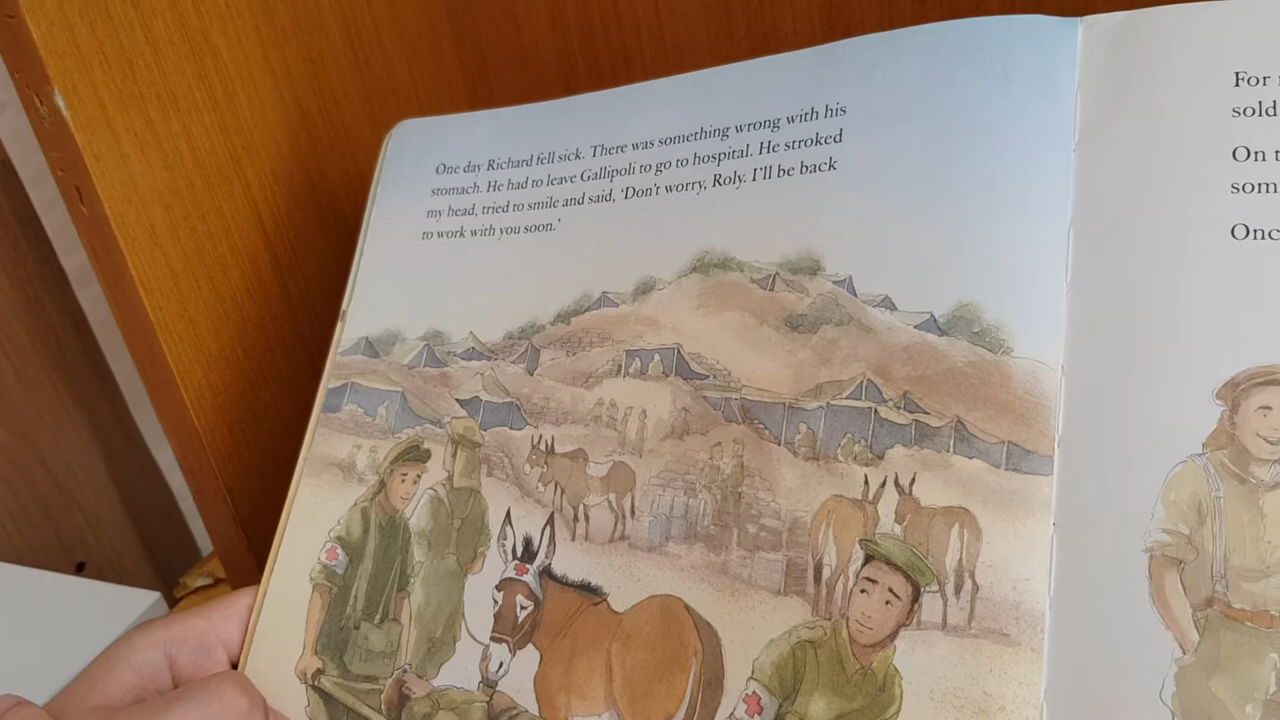 One day Richard fell sick. There was something wrong with his
stomach. He had to leave Gallipoli to go to hospital. He stroked
my head, tried to smile and said, ‘Don’t worry, Roly. I’ll be back
to work with you soon.’
For
sold
On t
som
Onc